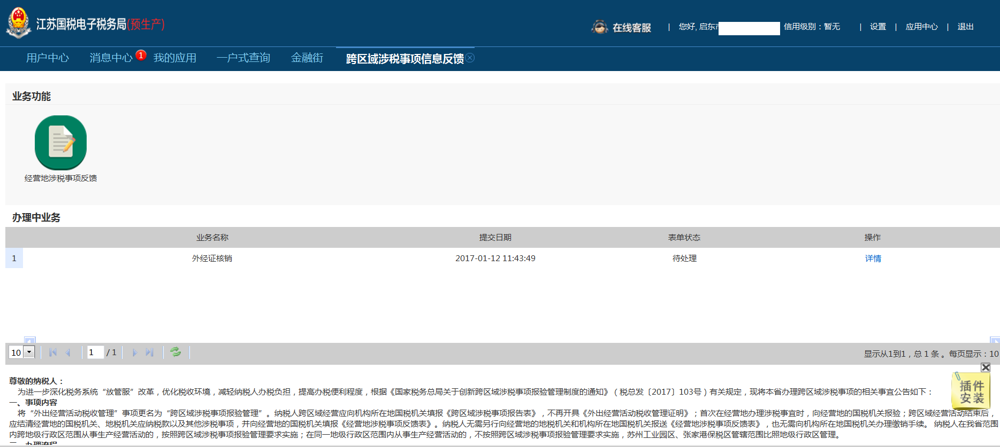 江苏国税电子税务局(预生产)
在线客服 | 您好, 启东市 信用级别：暂无 | 设置 | 应用中心 | 退出
用户中心 消息中心 1 我的应用 一户式查询 金融街 跨区域涉税事项信息反馈
业务功能
经营地涉税事项反馈
办理中业务
业务名称 提交日期 表单状态 操作
1 外经证核销 2017-01-12 11:43:49 待处理 详情
10 1 / 1 显示从1到1，总 1 条 。每页显示：10
插件
安装
尊敬的纳税人：
为进一步深化税务系统“放管服”改革，优化税收环境，减轻纳税人办税负担，提高办税便利程度，根据《国家税务总局关于创新跨区域涉税事项报验管理制度的通知》（税总发〔2017〕103号）有关规定，现将本省办理跨区域涉税事项的相关事宜公告如下：
一、事项内容
将“外出经营活动税收管理”事项更名为“跨区域涉税事项报验管理”。纳税人跨区域经营应向机构所在地国税机关填报《跨区域涉税事项报告表》，不再开具《外出经营活动税收管理证明》；首次在经营地办理涉税事宜时，向经营地的国税机关报验；跨区域经营活动结束后，
应结清经营地的国税机关、地税机关应纳税款以及其他涉税事项，并向经营地的国税机关填报《经营地涉税事项反馈表》。纳税人无需另行向经营地的地税机关和机构所在地国税机关报送《经营地涉税事项反馈表》，也无需向机构所在地国税机关办理缴销手续。 纳税人在我省范围
内跨地级行政区范围从事生产经营活动的，按照跨区域涉税事项报验管理要求实施；在同一地级行政区范围内从事生产经营活动的，不按照跨区域涉税事项报验管理要求实施，苏州工业园区、张家港保税区管辖范围比照地级行政区管理。
二、办理流程